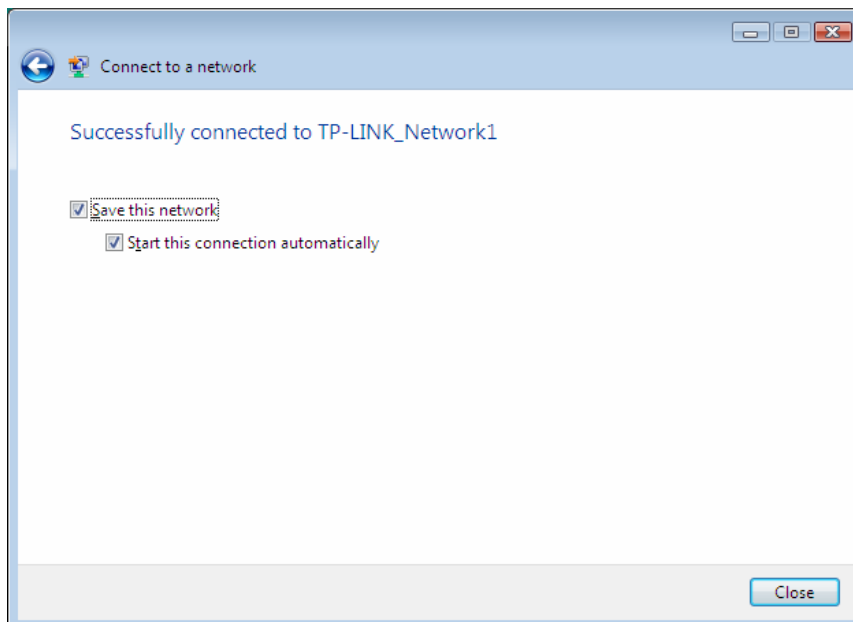 Connect to a network
Successfully connected to TP-LINK_Network1
Save this network
Start this connection automatically
Close